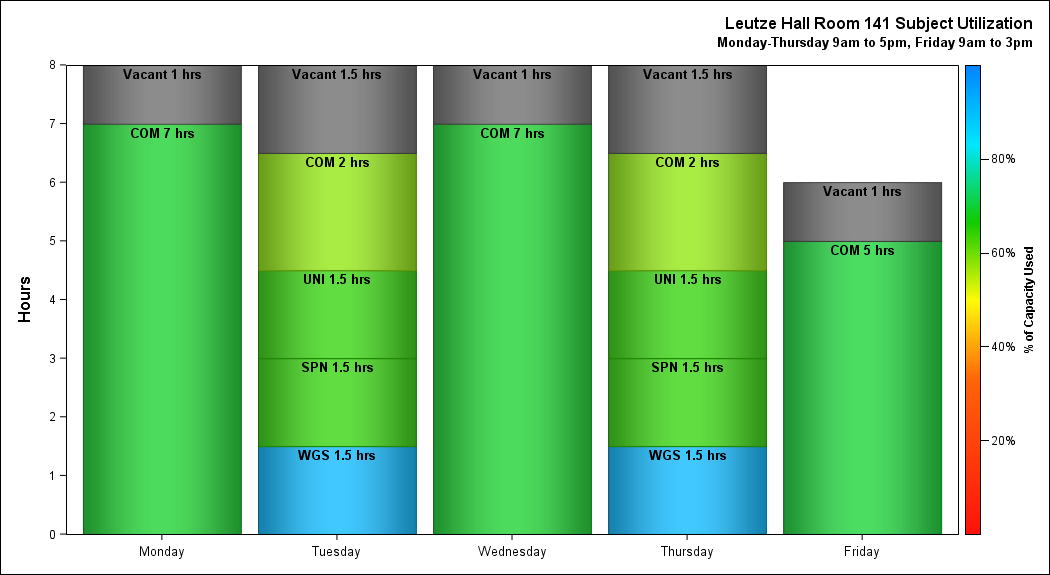 Leutze Hall Room 141 Subject Utilization
Monday-Thursday 9am to 5pm, Friday 9am to 3pm
Hours
8
7
6
5
4
3
2
1
0
Vacant 1 hrs
COM 7 hrs
Vacant 1.5 hrs
COM 2 hrs
UNI 1.5 hrs
SPN 1.5 hrs
WGS 1.5 hrs
Vacant 1 hrs
COM 7 hrs
Vacant 1.5 hrs
COM 2 hrs
UNI 1.5 hrs
SPN 1.5 hrs
WGS 1.5 hrs
Vacant 1 hrs
COM 5 hrs
Monday
Tuesday
Wednesday
Thursday
Friday
80%
60%
40%
20%
% of Capacity Used